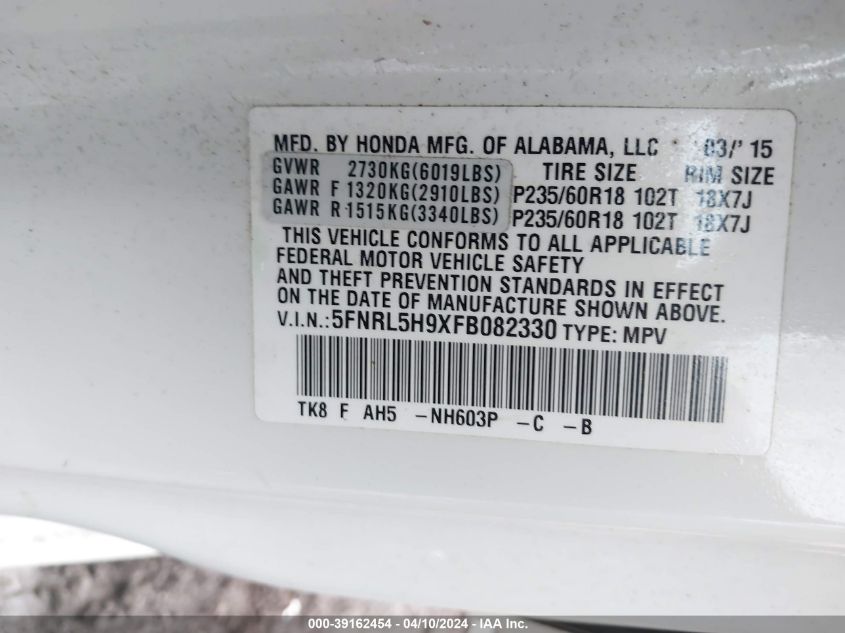 MFD. BY HONDA MFG. OF ALABAMA, LLC 03/' 15
GVWR 2730KG(6019LBS) TIRE SIZE RIM SIZE
GAWR F 1320KG(2910LBS) P235/60R18 102T 18X7J
GAWR R 1515KG(3340LBS) P235/60R18 102T 18X7J
THIS VEHICLE CONFORMS TO ALL APPLICABLE
FEDERAL MOTOR VEHICLE SAFETY
AND THEFT PREVENTION STANDARDS IN EFFECT
ON THE DATE OF MANUFACTURE SHOWN ABOVE.
V.I.N.:5FNRL5H9XFB082330 TYPE: MPV
TK8 F AH5 -NH603P -C -B
000-39162454 - 04/10/2024 - IAA Inc.